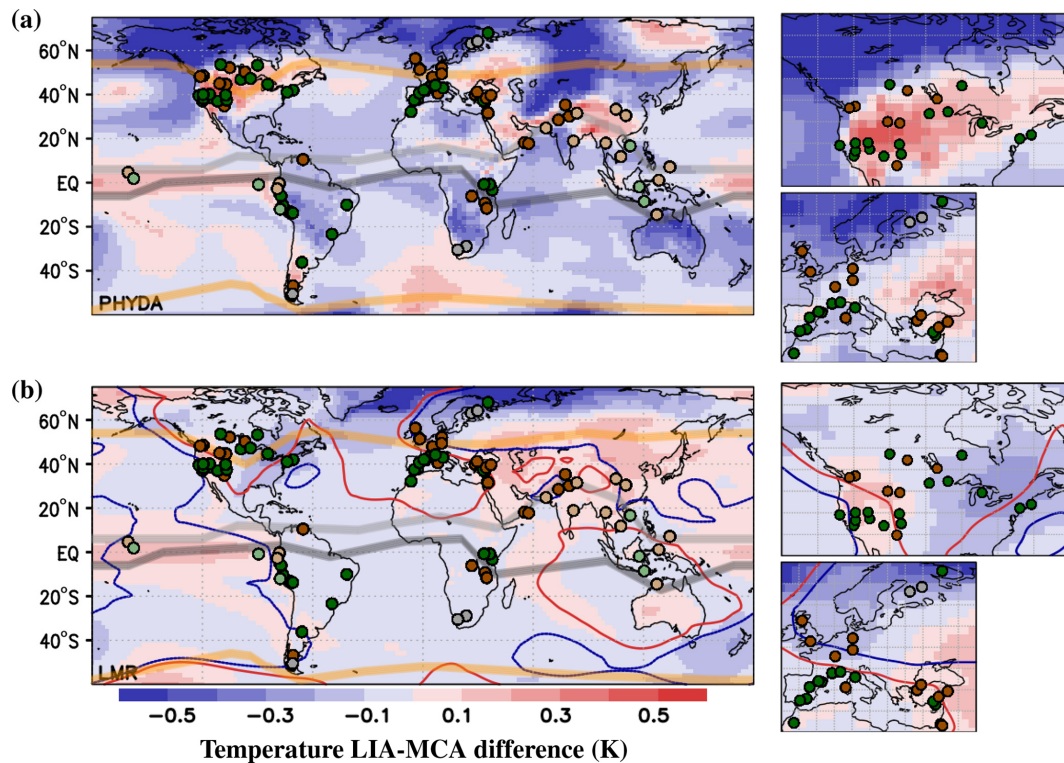 (a)
60°N
40°N
20°N
EQ
20°S
40°S
PHYDA
(b)
60°N
40°N
20°N
EQ
20°S
40°S
LMR
−0.5 −0.3 −0.1 0.1 0.3 0.5
Temperature LIA-MCA difference (K)